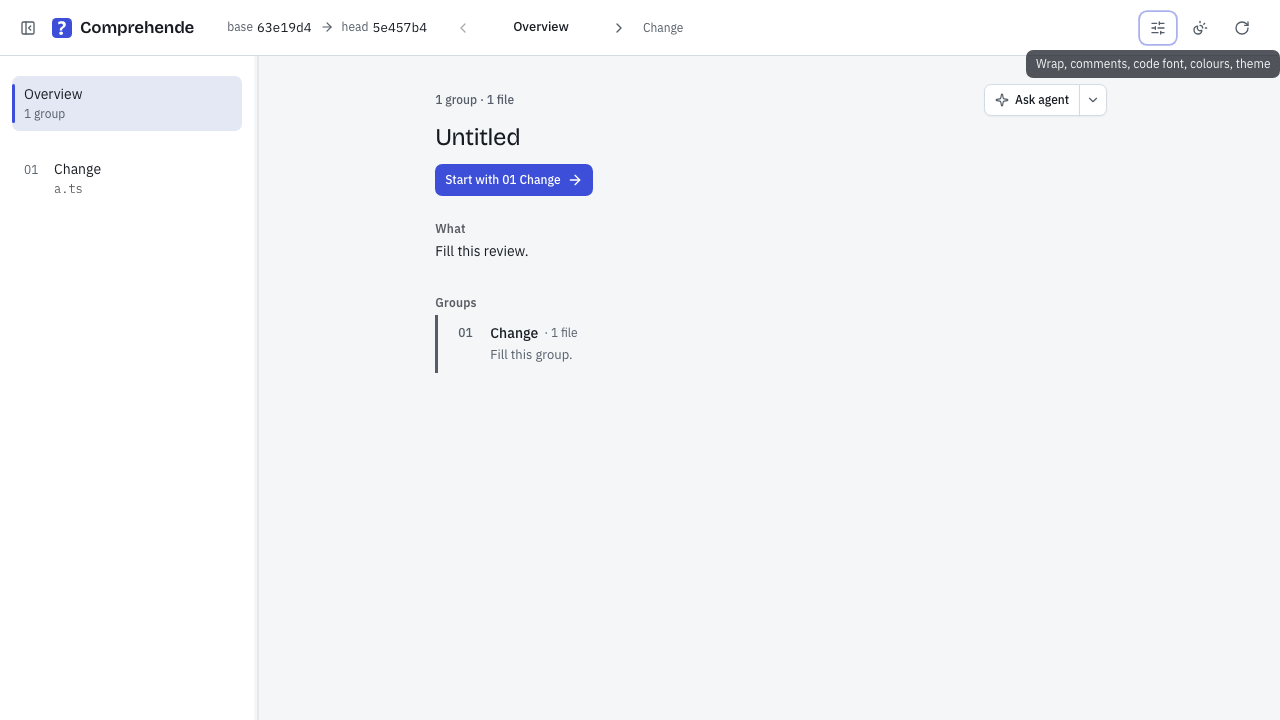 Comprehende
base 63e19d4 → head 5e457b4
Overview
Change
Wrap, comments, code font, colours, theme
Overview
1 group
01 Change
a.ts
1 group · 1 file
Ask agent
Untitled
Start with 01 Change →
What
Fill this review.
Groups
01 Change · 1 file
Fill this group.